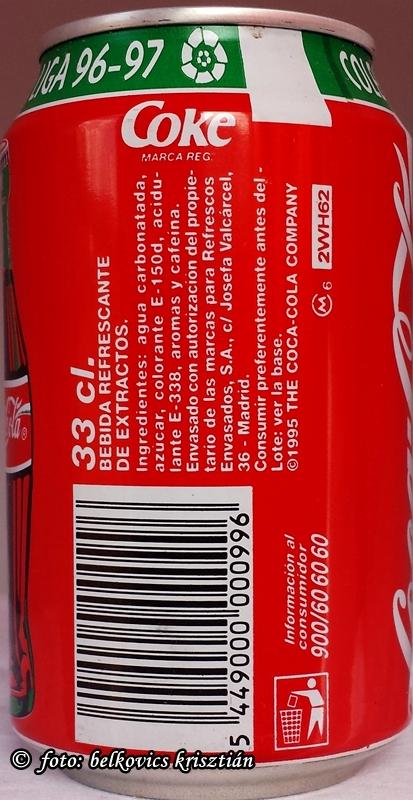 LIGA 96-97
COLE
Coke
MARCA REG.
33 cl.
BEBIDA REFRESCANTE
DE EXTRACTOS.
Ingredientes: agua carbonatada,
azucar, colorante E-150d, acidu-
lante E-338, aromas y cafeína.
Envasado con autorizacion del propie-
tario de las marcas para Refrescos
Envasados, S.A., c/ Josefa Valcárcel,
36 - Madrid.
Consumir preferentemente antes del -
Lote: ver la base.
©1995 THE COCA-COLA COMPANY
6 2WH62
5 449000 000996
Información al
consumidor
900/60 60 60
© foto: belkovics krisztián